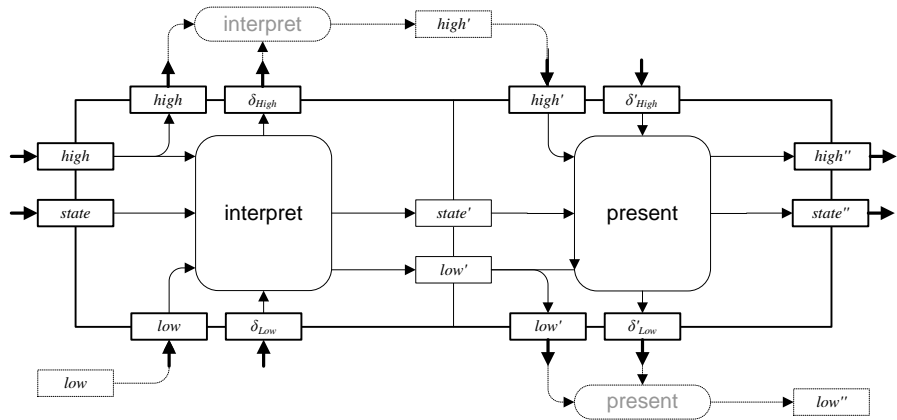 interpret
high'
high
δHigh
high'
δ'High
high
high''
interpret
present
state
state'
state''
low'
low
δLow
low'
δ'Low
low
present
low''